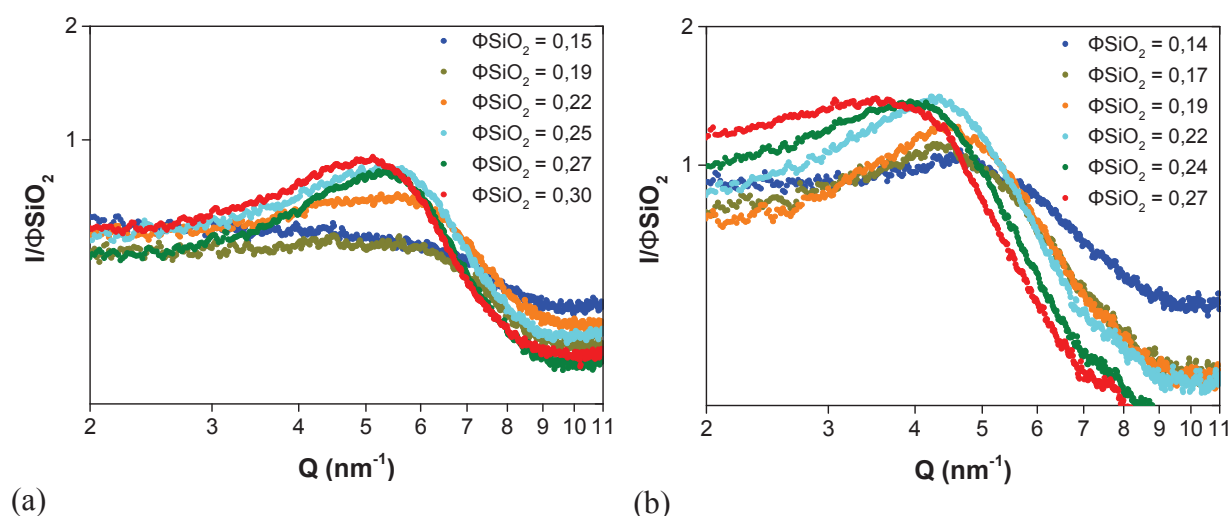 2
1
I/ΦSiO₂
ΦSiO₂ = 0,15
ΦSiO₂ = 0,19
ΦSiO₂ = 0,22
ΦSiO₂ = 0,25
ΦSiO₂ = 0,27
ΦSiO₂ = 0,30
2 3 4 5 6 7 8 9 10 11
Q (nm⁻¹)
(a)
2
1
I/ΦSiO₂
ΦSiO₂ = 0,14
ΦSiO₂ = 0,17
ΦSiO₂ = 0,19
ΦSiO₂ = 0,22
ΦSiO₂ = 0,24
ΦSiO₂ = 0,27
2 3 4 5 6 7 8 9 10 11
Q (nm⁻¹)
(b)